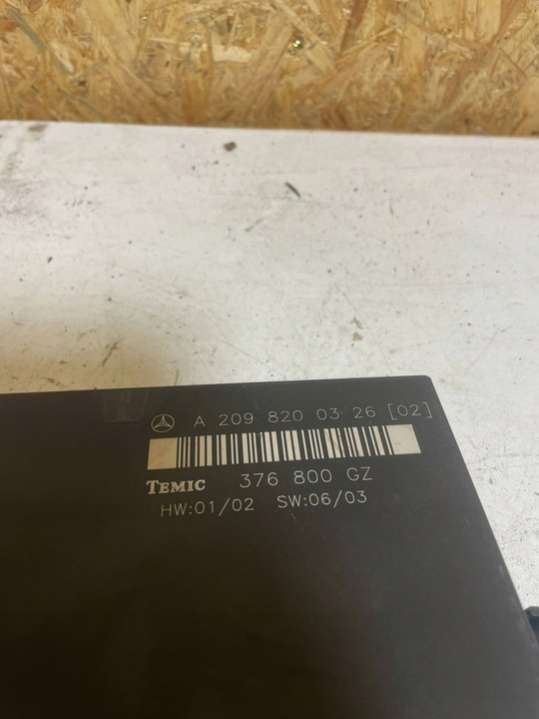 A 209 820 03 26 [02]
TEMIC 376 800 GZ
HW:01/02 SW:06/03